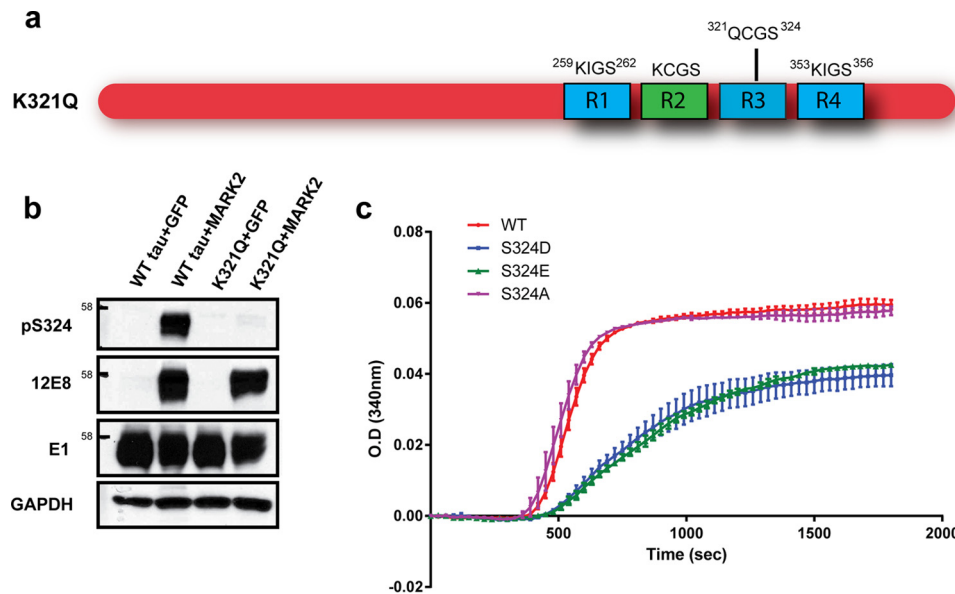 a
³²¹QCGS³²⁴
²⁵⁹KIGS²⁶² KCGS ³⁵³KIGS³⁵⁶
K321Q R1 R2 R3 R4
b
WT tau+GFP
WT tau+MARK2
K321Q+GFP
K321Q+MARK2
58
pS324
58
12E8
58
E1
GAPDH
c
WT
S324D
S324E
S324A
0.08
0.06
0.04
0.02
0.00
-0.02
O.D (340nm)
500 1000 1500 2000
Time (sec)